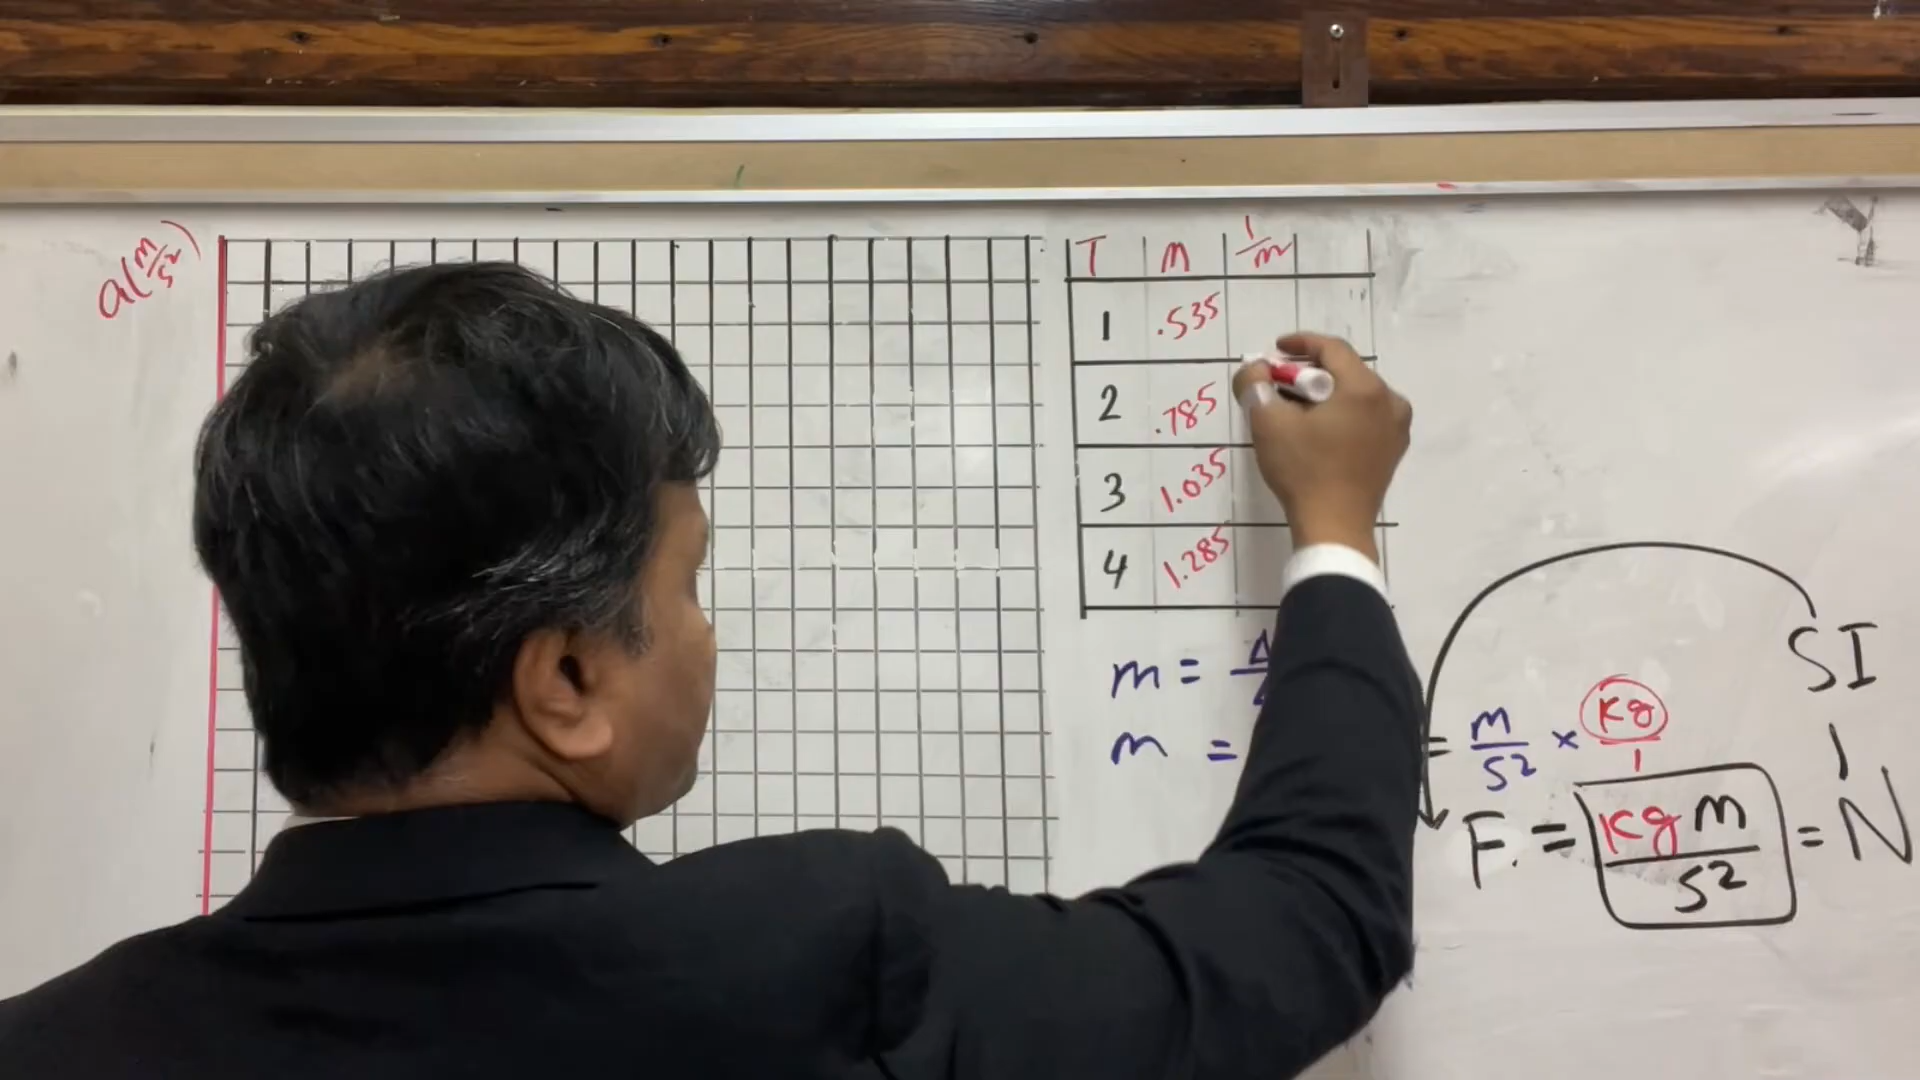 a(m/s²)
T m 1/m
1 .535
2 .785
3 1.035
4 1.285
m = Δ
m = = m/s² × kg/1
SI
F. = kg m/s² = N